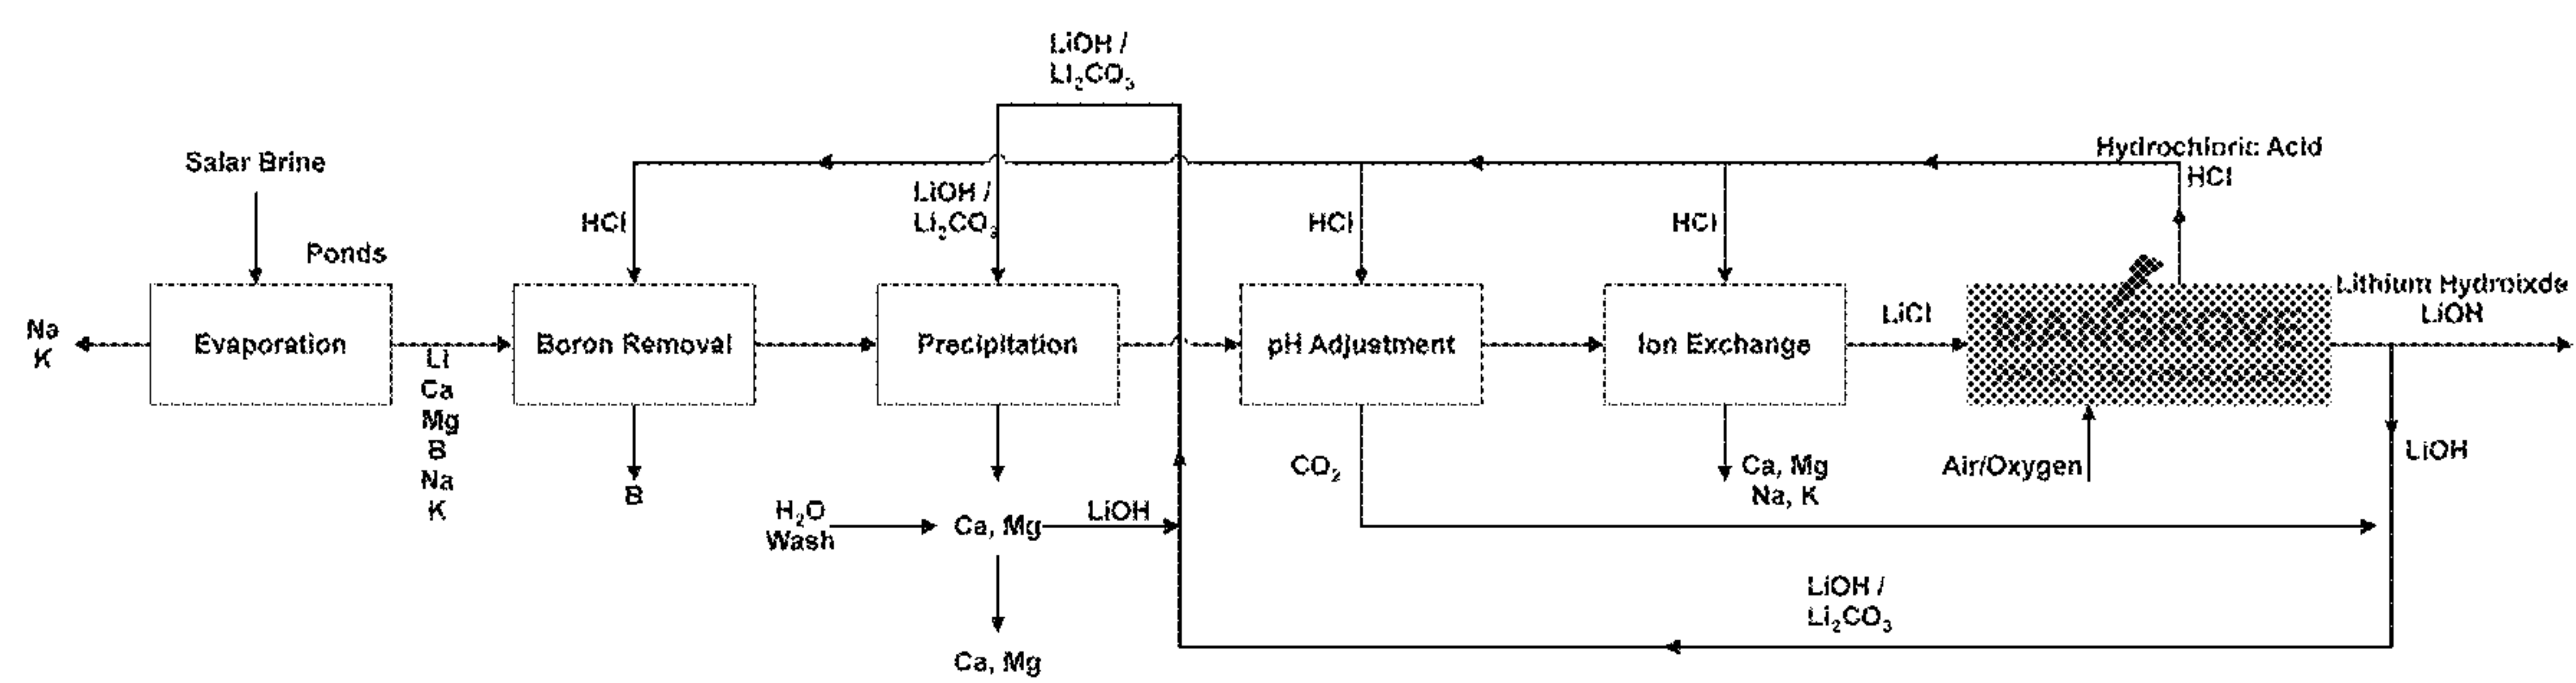 LiOH /
Li₂CO₃
Salar Brine
Hydrochloric Acid
HCl
LiOH /
Li₂CO₃
HCl
HCl
HCl
Ponds
Lithium Hydroixde
LiOH
Na
K
Evaporation
Boron Removal
Precipitation
pH Adjustment
Ion Exchange
LiCl
Li
Ca
Mg
B
Na
K
B
H₂O
Wash
Ca, Mg
LiOH
CO₂
Ca, Mg
Na, K
Air/Oxygen
LiOH
LiOH /
Li₂CO₃
Ca, Mg